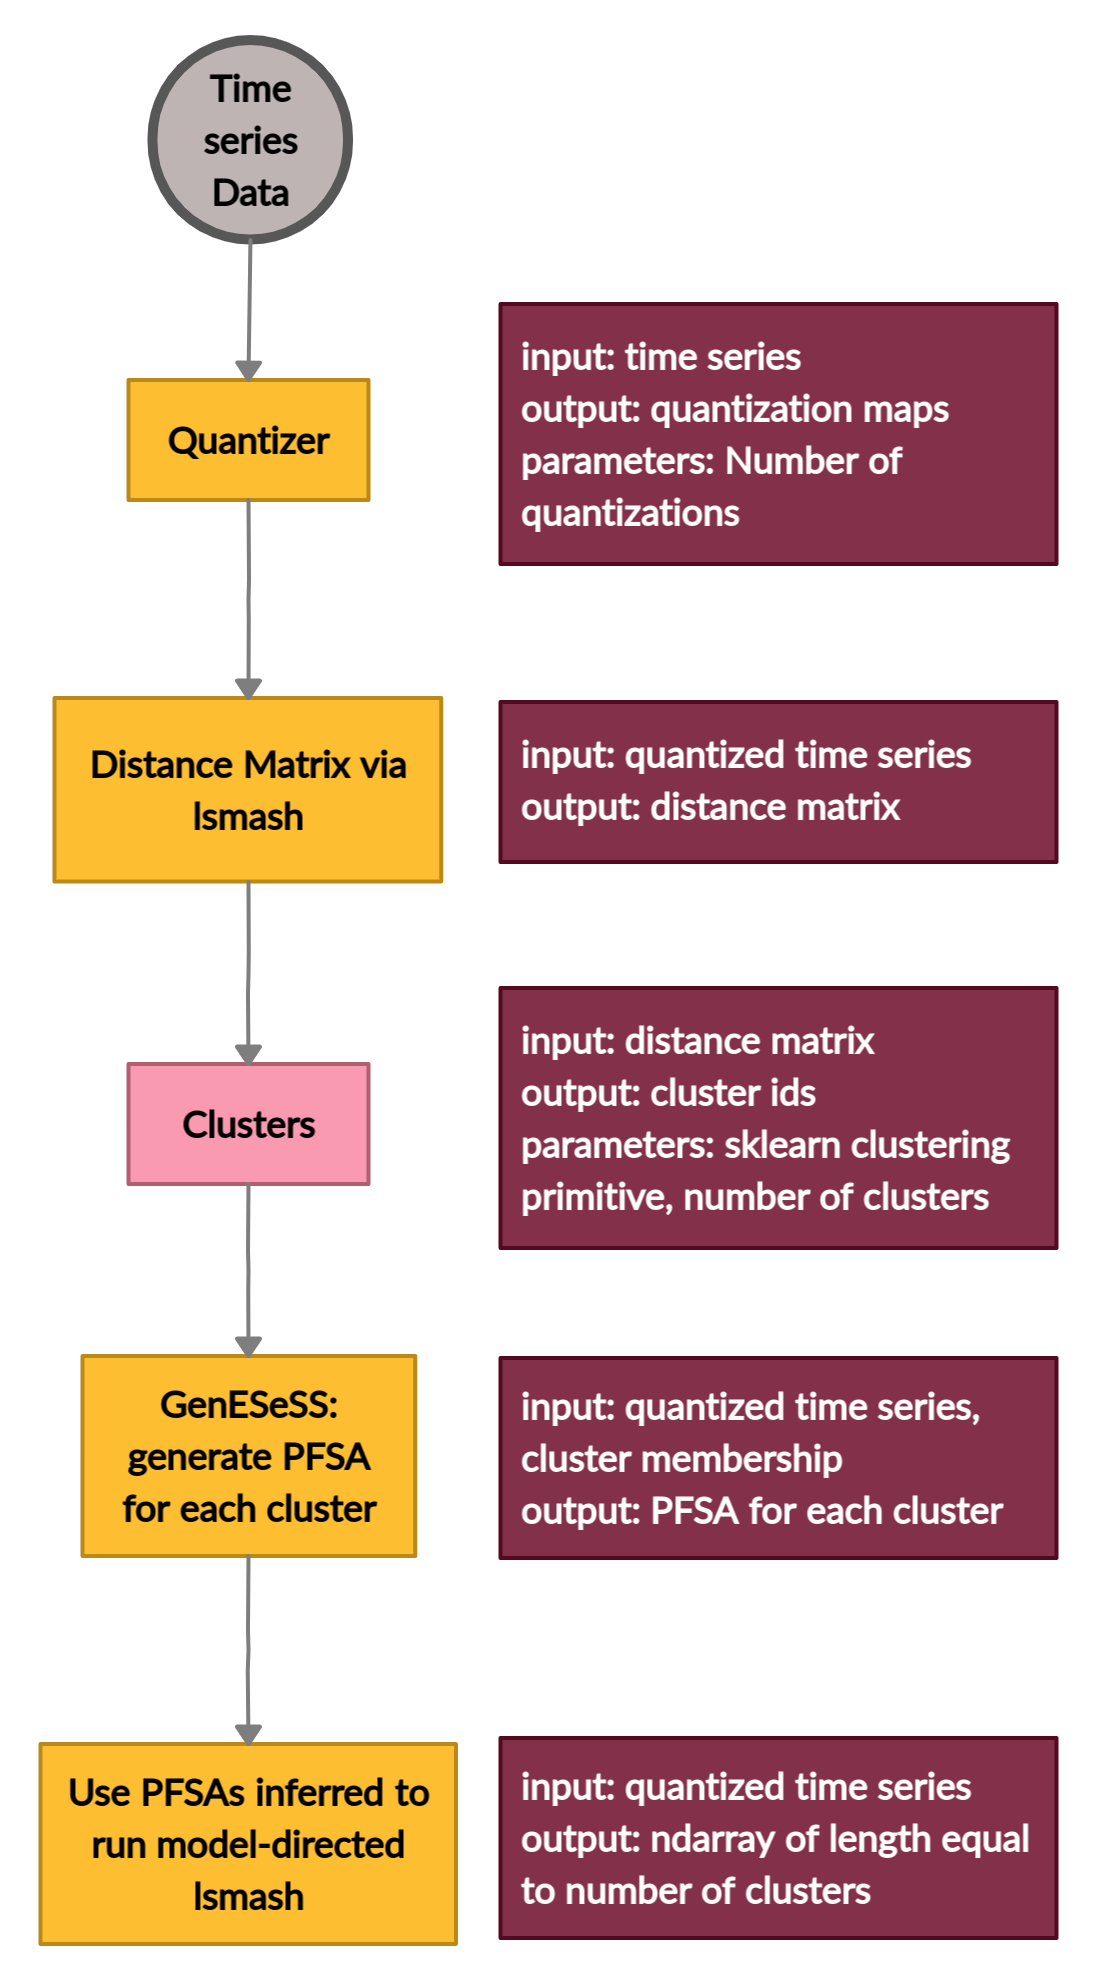 Time
series
Data
Quantizer
input: time series
output: quantization maps
parameters: Number of
quantizations
Distance Matrix via
lsmash
input: quantized time series
output: distance matrix
Clusters
input: distance matrix
output: cluster ids
parameters: sklearn clustering
primitive, number of clusters
GenESeSS:
generate PFSA
for each cluster
input: quantized time series,
cluster membership
output: PFSA for each cluster
Use PFSAs inferred to
run model-directed
lsmash
input: quantized time series
output: ndarray of length equal
to number of clusters